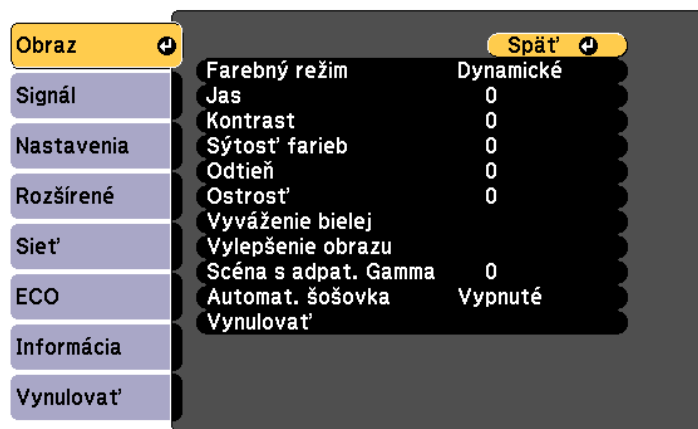 Obraz
Signál
Nastavenia
Rozšírené
Sieť
ECO
Informácia
Vynulovať
Späť
Farebný režim Dynamické
Jas 0
Kontrast 0
Sýtosť farieb 0
Odtieň 0
Ostrosť 0
Vyváženie bielej
Vylepšenie obrazu
Scéna s adpat. Gamma 0
Automat. šošovka Vypnuté
Vynulovať